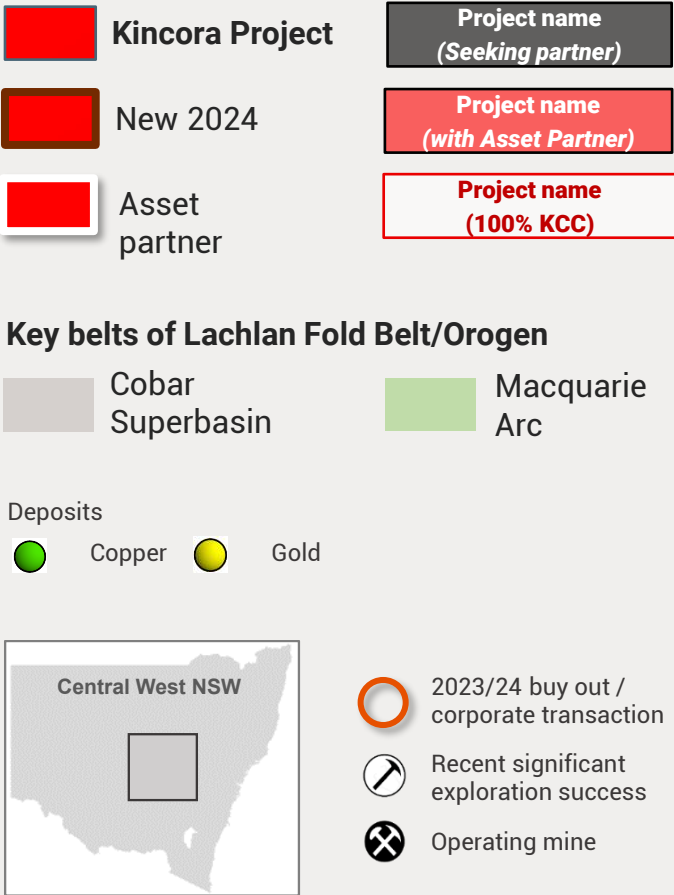 Kincora Project
Project name
(Seeking partner)
New 2024
Project name
(with Asset Partner)
Asset
partner
Project name
(100% KCC)
Key belts of Lachlan Fold Belt/Orogen
Cobar
Superbasin
Macquarie
Arc
Deposits
Copper
Gold
Central West NSW
2023/24 buy out /
corporate transaction
Recent significant
exploration success
Operating mine